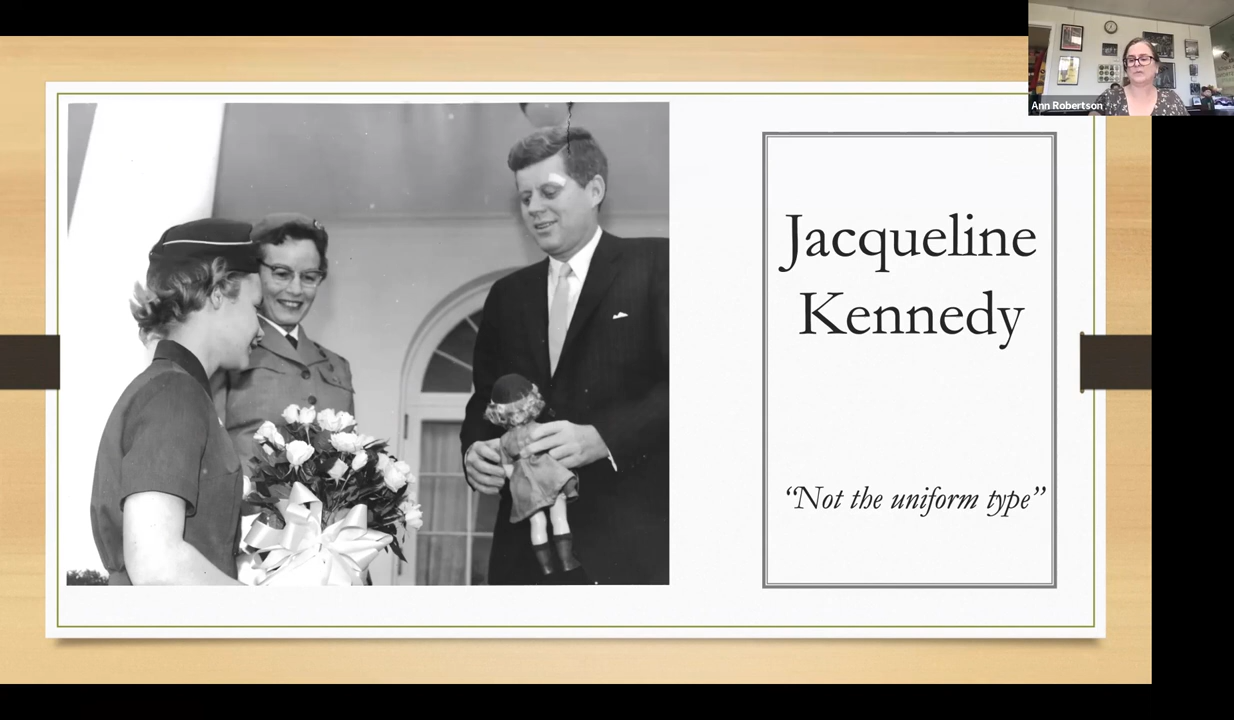 Ann Robertson
Jacqueline
Kennedy
“Not the uniform type”